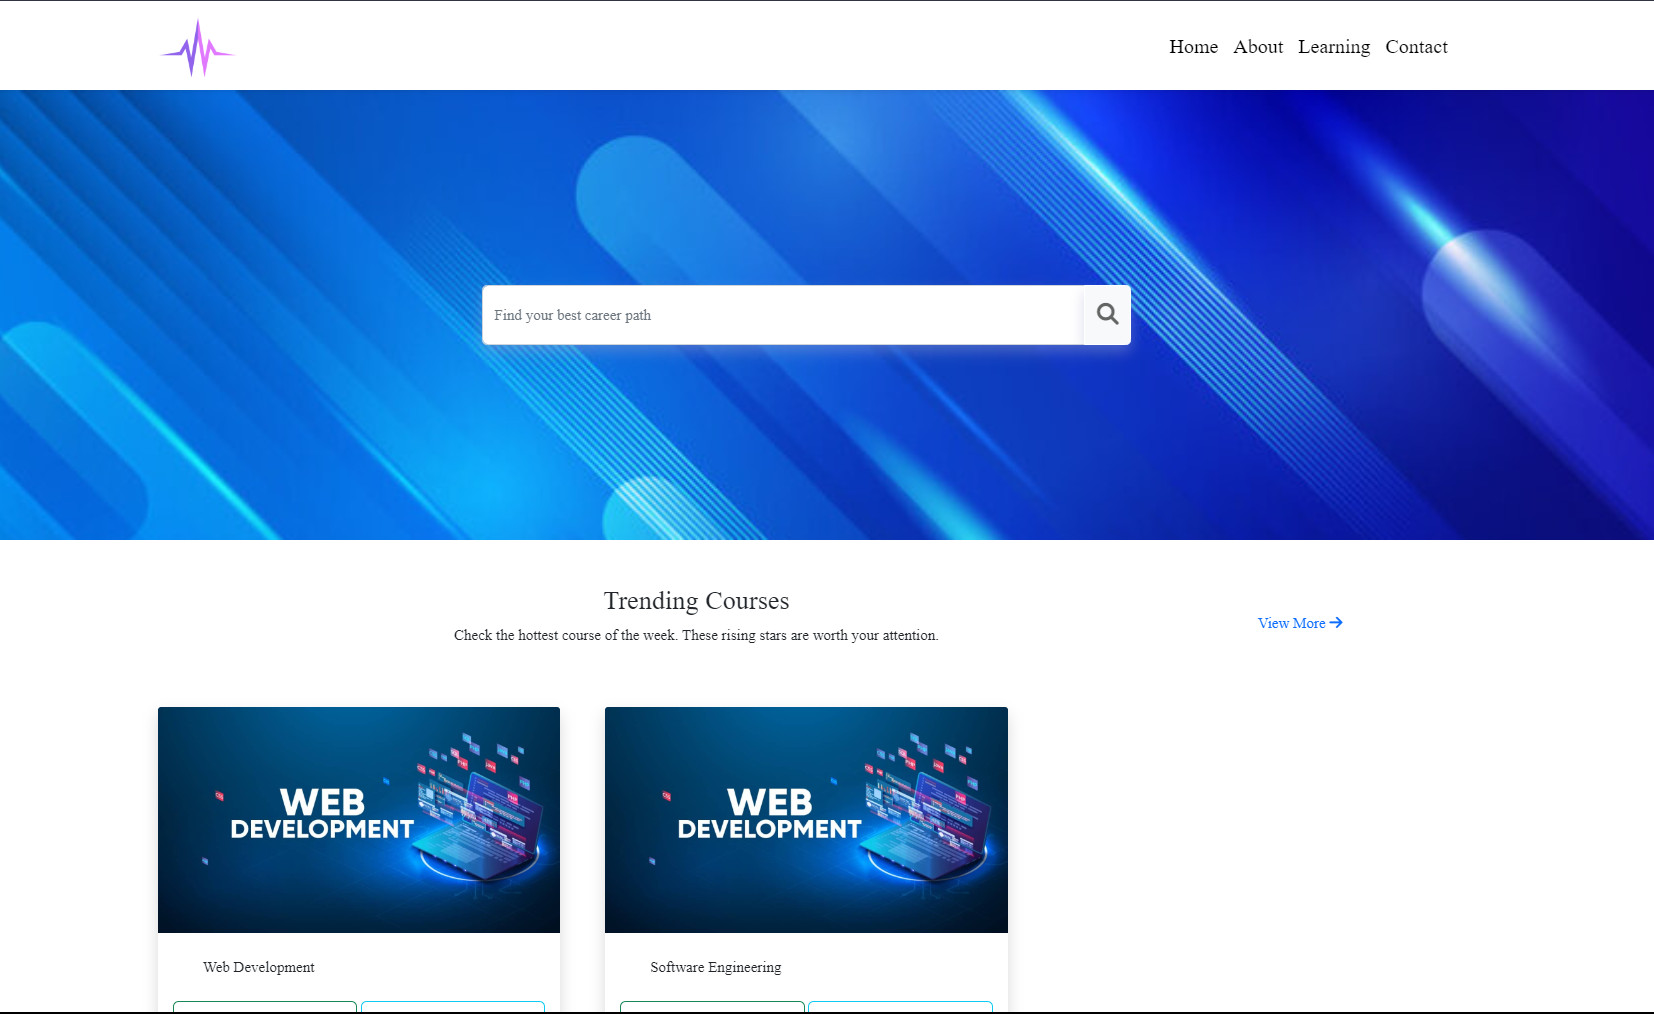 Home About Learning Contact
Find your best career path
Trending Courses
Check the hottest course of the week. These rising stars are worth your attention.
View More
WEB
DEVELOPMENT
WEB
DEVELOPMENT
Web Development
Software Engineering